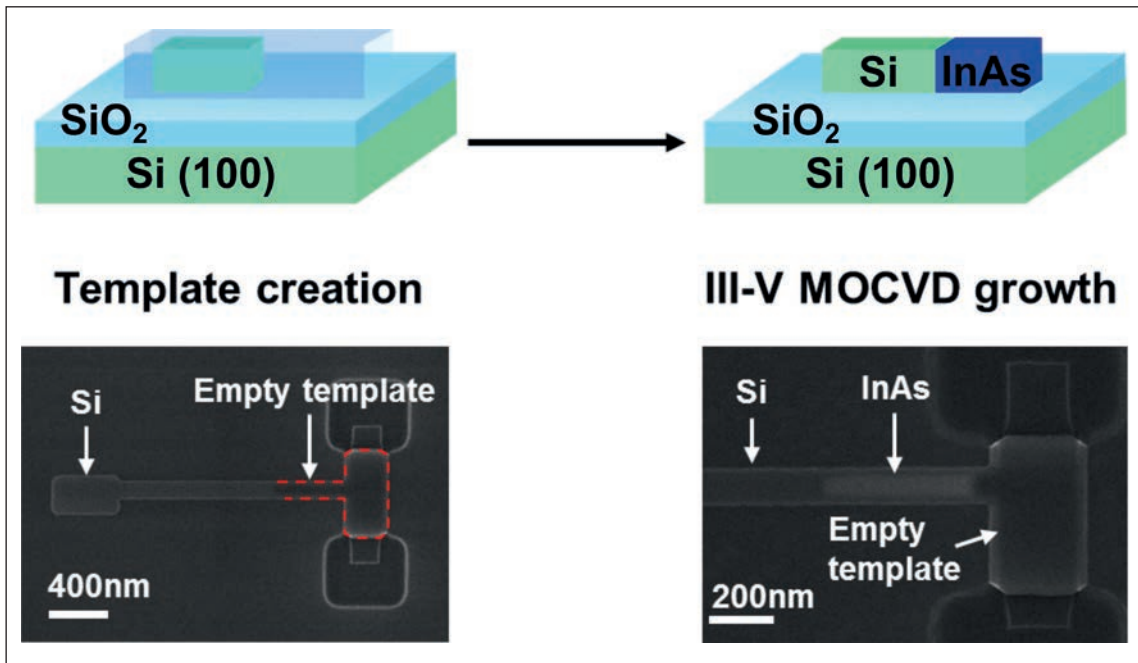 SiO₂
Si (100)
Si
InAs
SiO₂
Si (100)
Template creation
III-V MOCVD growth
Si
Empty template
400nm
Si
InAs
Empty
template
200nm